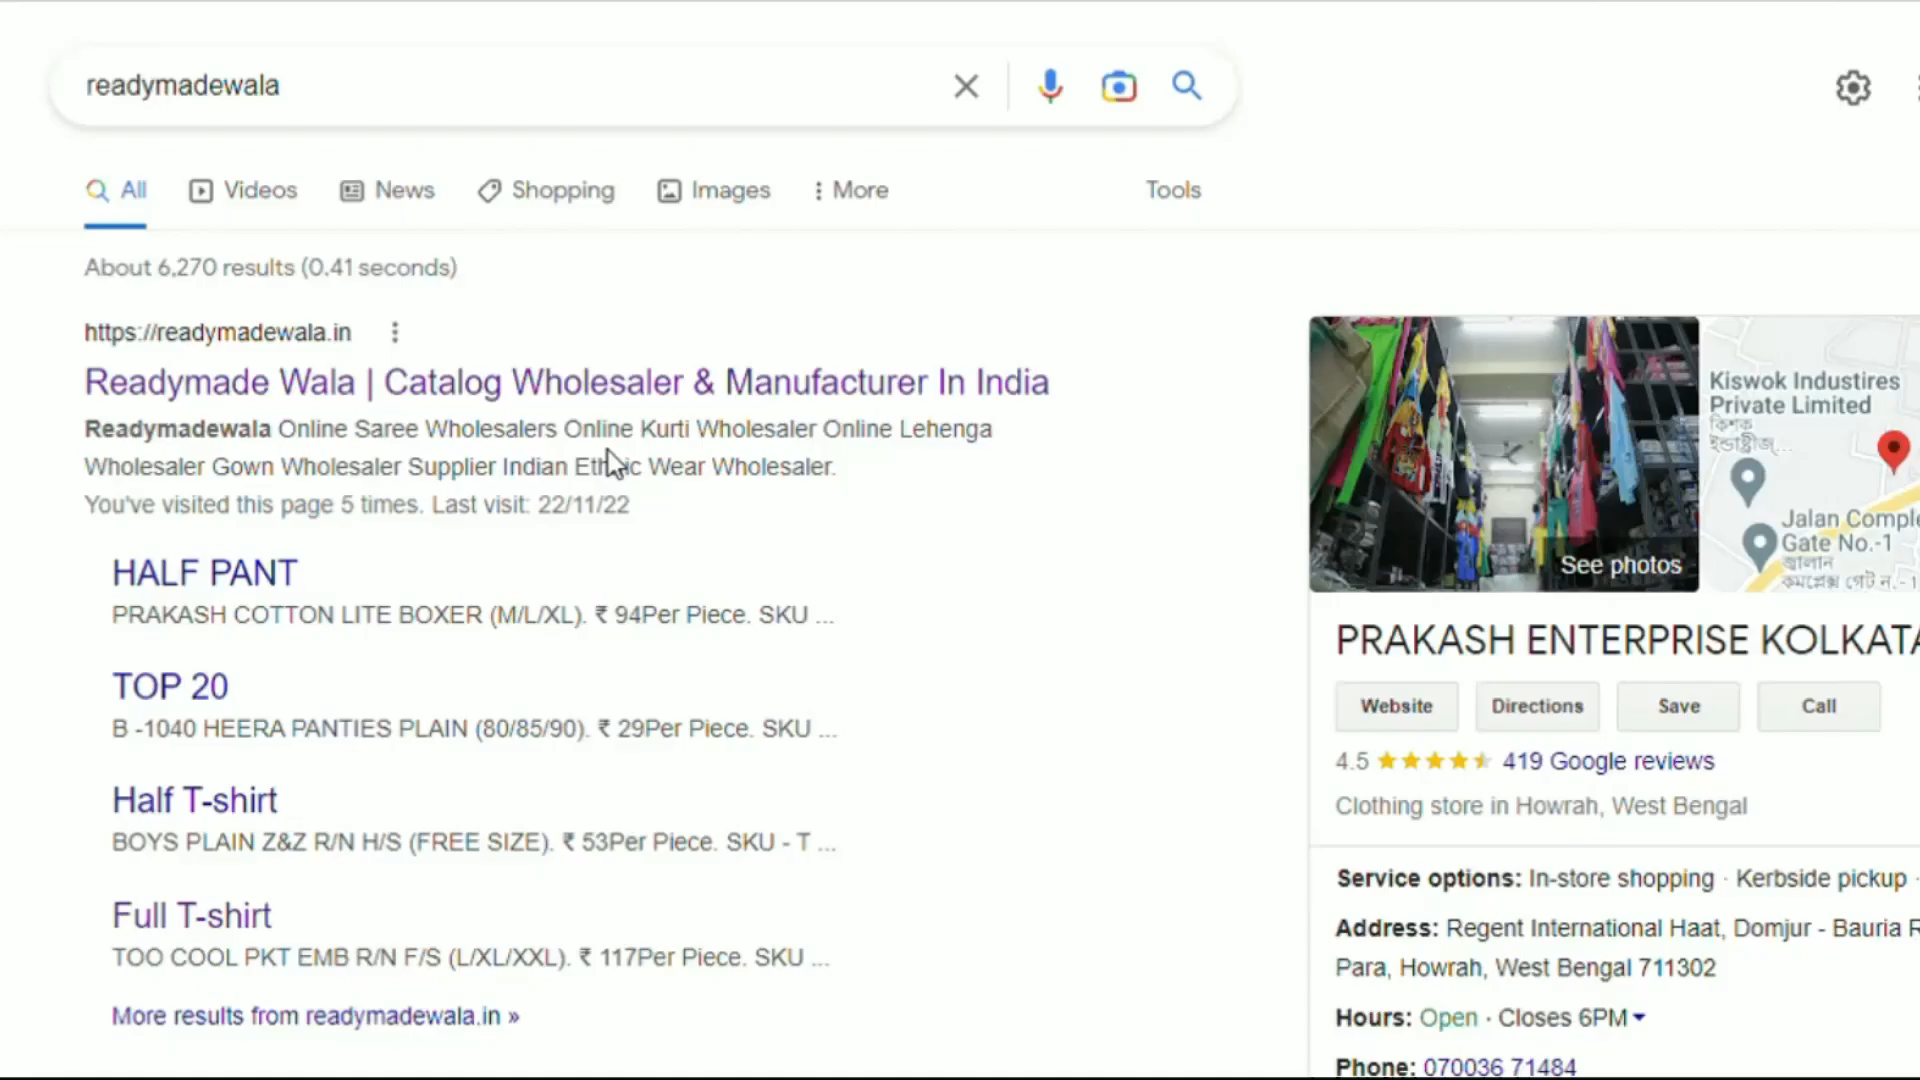 readymadewala
All
Videos
News
Shopping
Images
More
Tools
About 6,270 results (0.41 seconds)
https://readymadewala.in
Readymade Wala | Catalog Wholesaler & Manufacturer In India
Readymadewala Online Saree Wholesalers Online Kurti Wholesaler Online Lehenga
Wholesaler Gown Wholesaler Supplier Indian Ethnic Wear Wholesaler.
You've visited this page 5 times. Last visit: 22/11/22
HALF PANT
PRAKASH COTTON LITE BOXER (M/L/XL). ₹ 94Per Piece. SKU ...
TOP 20
B -1040 HEERA PANTIES PLAIN (80/85/90). ₹ 29Per Piece. SKU ...
Half T-shirt
BOYS PLAIN Z&Z R/N H/S (FREE SIZE). ₹ 53Per Piece. SKU - T ...
Full T-shirt
TOO COOL PKT EMB R/N F/S (L/XL/XXL). ₹ 117Per Piece. SKU ...
More results from readymadewala.in »
See photos
Kiswok Industires
Private Limited
কিশক
ইন্ডাষ্ট্রীজ...
Jalan Comple
Gate No.-1
জালান
কমপ্লেক্স গেট ন.-1
PRAKASH ENTERPRISE KOLKATA
Website
Directions
Save
Call
4.5
419 Google reviews
Clothing store in Howrah, West Bengal
Service options: In-store shopping · Kerbside pickup ·
Address: Regent International Haat, Domjur - Bauria R
Para, Howrah, West Bengal 711302
Hours: Open · Closes 6PM
Phone: 070036 71484